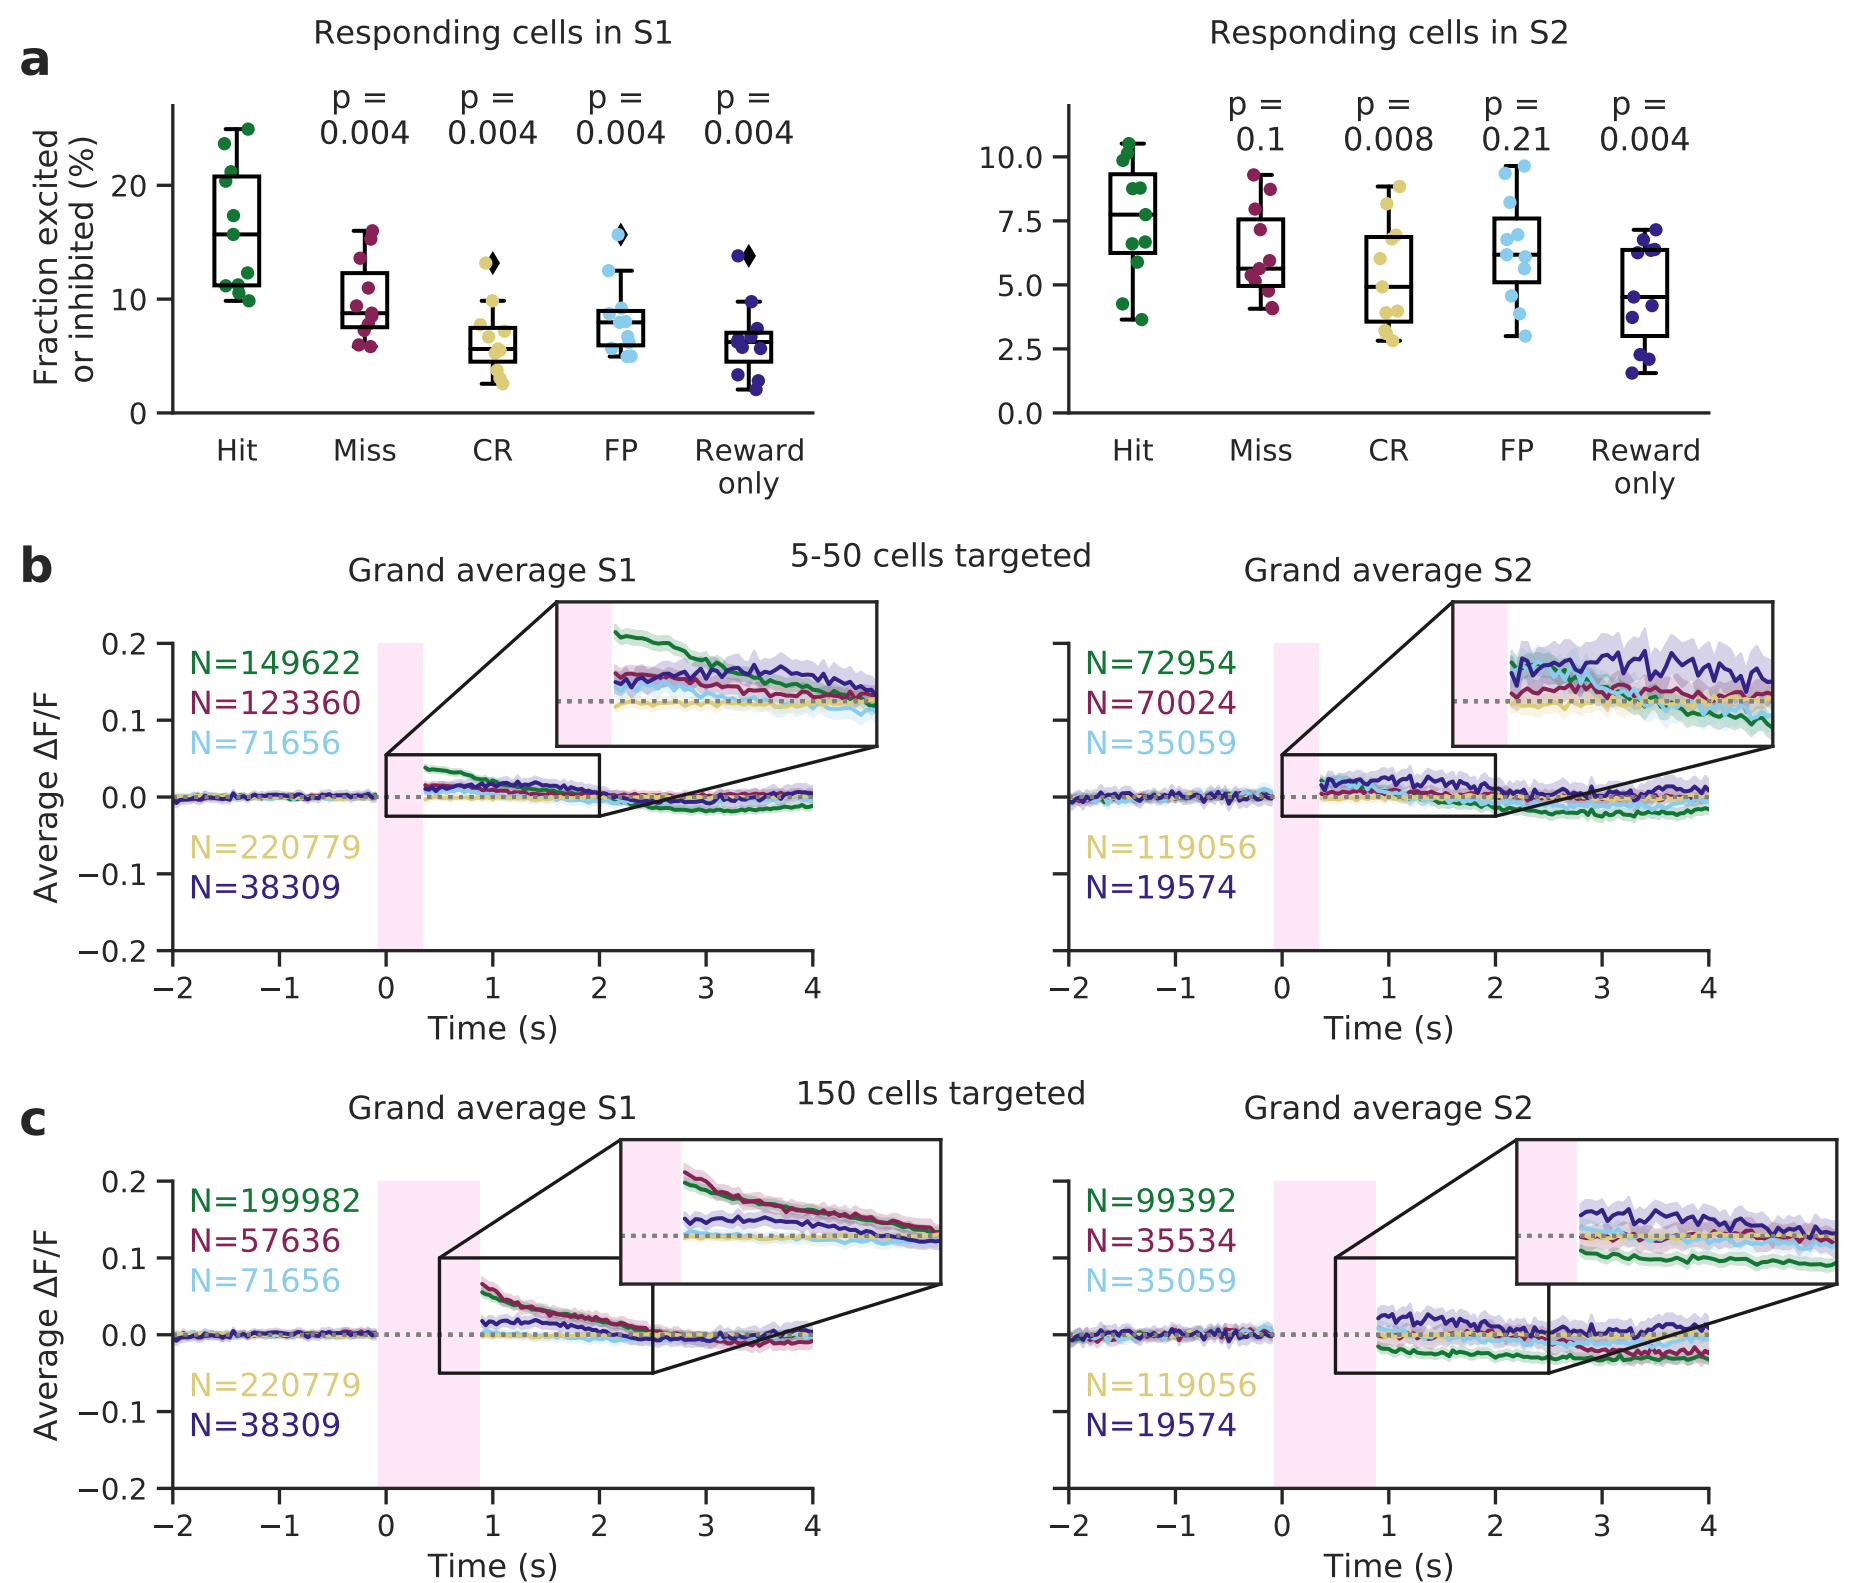 a
Responding cells in S1
Fraction excited
or inhibited (%)
20
10
0
p =
0.004
p =
0.004
p =
0.004
p =
0.004
Hit
Miss
CR
FP
Reward
only
Responding cells in S2
10.0
7.5
5.0
2.5
0.0
p =
0.1
p =
0.008
p =
0.21
p =
0.004
Hit
Miss
CR
FP
Reward
only
b
5-50 cells targeted
Grand average S1
Average ΔF/F
0.2
0.1
0.0
−0.1
−0.2
N=149622
N=123360
N=71656
N=220779
N=38309
−2
−1
0
1
2
3
4
Time (s)
Grand average S2
N=72954
N=70024
N=35059
N=119056
N=19574
−2
−1
0
1
2
3
4
Time (s)
c
150 cells targeted
Grand average S1
Average ΔF/F
0.2
0.1
0.0
−0.1
−0.2
N=199982
N=57636
N=71656
N=220779
N=38309
−2
−1
0
1
2
3
4
Time (s)
Grand average S2
N=99392
N=35534
N=35059
N=119056
N=19574
−2
−1
0
1
2
3
4
Time (s)